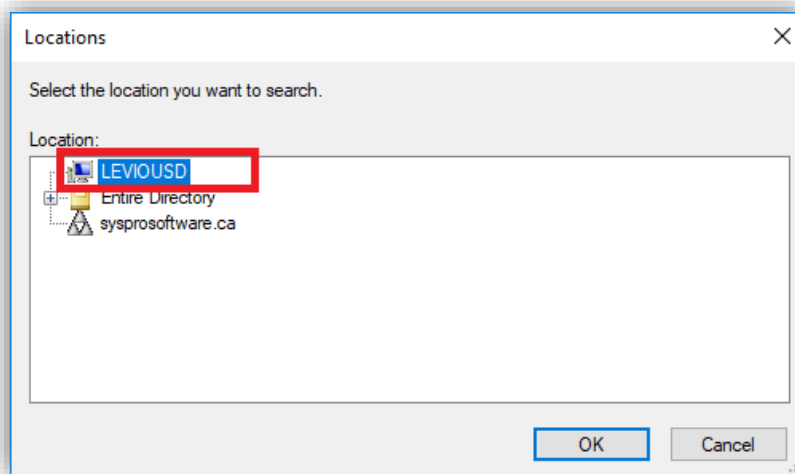 Locations
Select the location you want to search.
Location:
LEVIOUSD
Entire Directory
sysprosoftware.ca
OK Cancel